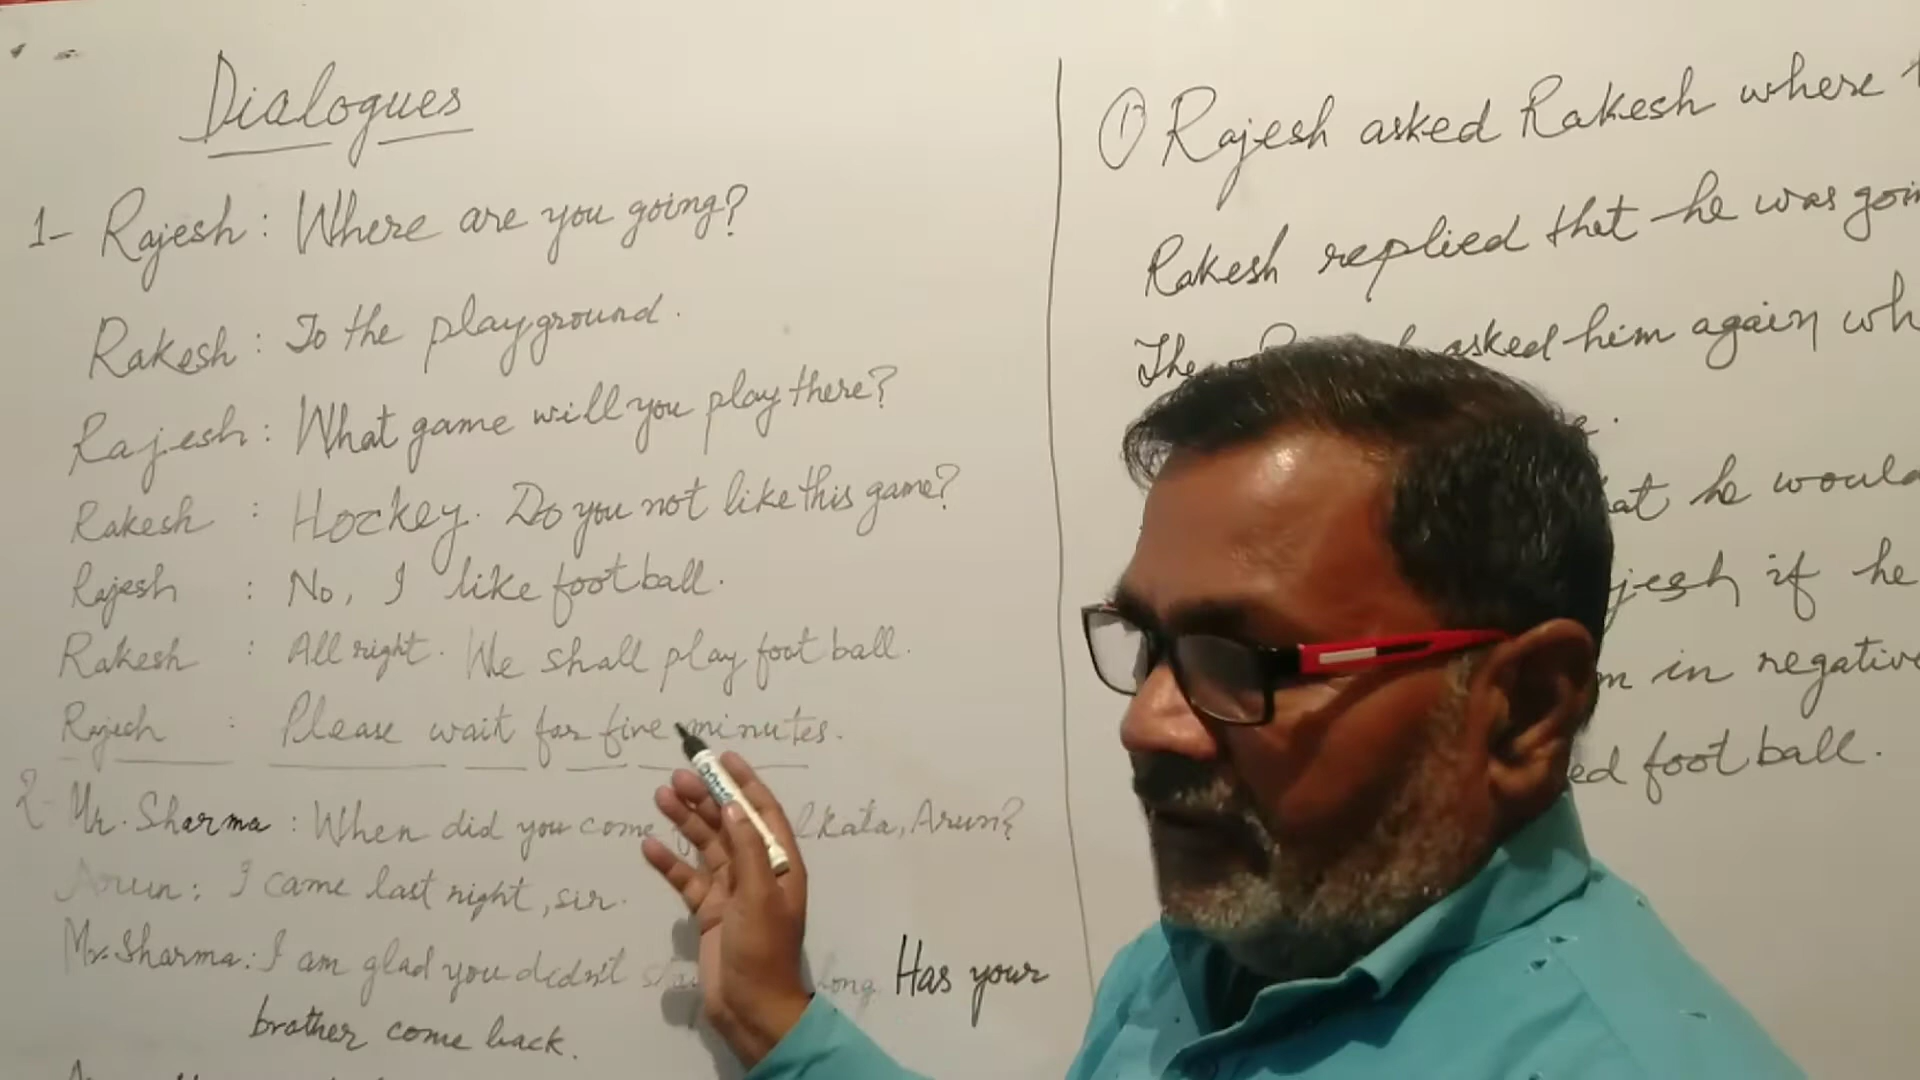 Dialogues
1- Rajesh : Where are you going?
Rakesh : To the playground.
Rajesh : What game will you play there?
Rakesh : Hockey. Do you not like this game?
Rajesh : No, I like football.
Rakesh : All right. We shall play foot ball.
Rajesh : Please wait for five minutes.
2- Mr. Sharma : When did you come Arun?
Arun : I came last night, sir.
Mr. Sharma : I am glad you didn't long Has your
brother come back.
① Rajesh asked Rakesh where
Rakesh replied that he was
asked him again
he would
if he
in negative
foot ball.